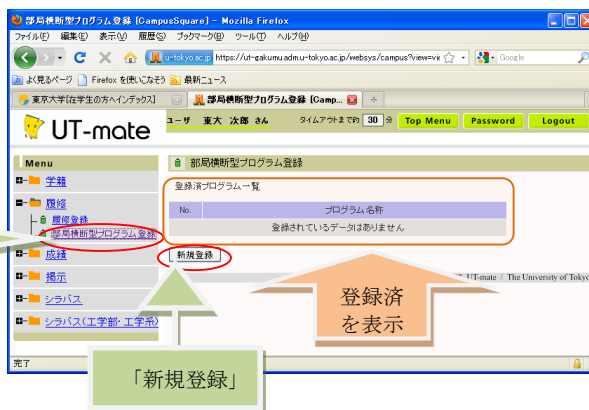 部局横断型プログラム登録 [CampusSquare] - Mozilla Firefox
ファイル(F) 編集(E) 表示(V) 履歴(S) ブックマーク(B) ツール(T) ヘルプ(H)
u-tokyo.ac.jp https://ut-gakumu.adm.u-tokyo.ac.jp/websys/campus?view=vie
Google
よく見るページ Firefox を使いこなそう 最新ニュース
東京大学[在学生の方へインデックス] 部局横断型プログラム登録 [Camp...
UT-mate
ユーザ 東大 次郎 さん タイムアウトまで約 30 分 Top Menu Password Logout
Menu
学籍
履修
履修登録
部局横断型プログラム登録
成績
掲示
シラバス
シラバス(工学部・工学系)
部局横断型プログラム登録
登録済プログラム一覧
No. プログラム名称
登録されているデータはありません
新規登録
UT-mate / The University of Tokyo
登録済
を表示
「新規登録」
完了